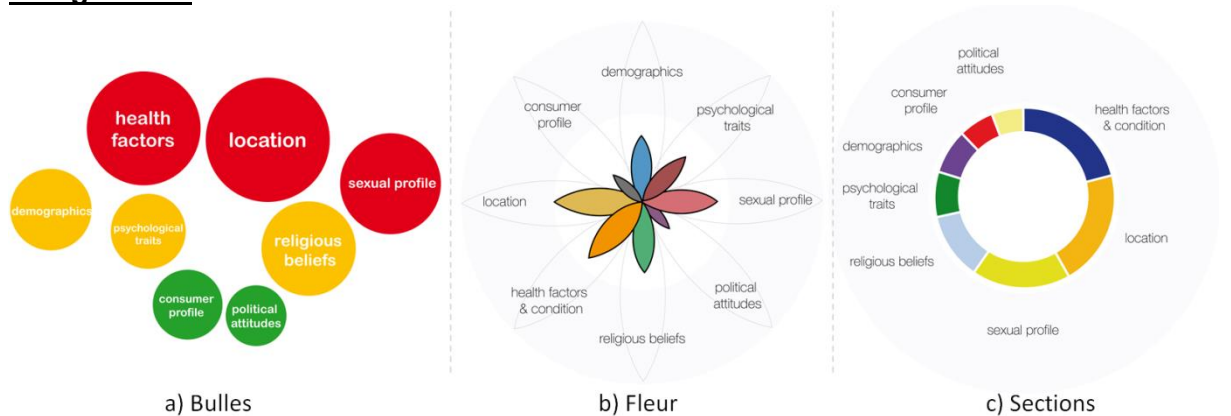 health
factors
location
sexual profile
demographics
psychological
traits
religious
beliefs
consumer
profile
political
attitudes
a) Bulles
demographics
consumer
profile
psychological
traits
location
sexual profile
health factors
& condition
political
attitudes
religious beliefs
b) Fleur
political
attitudes
consumer
profile
health factors
& condition
demographics
psychological
traits
location
religious beliefs
sexual profile
c) Sections